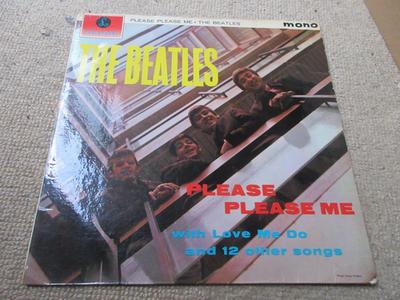 PLEASE PLEASE ME • THE BEATLES
mono
THE BEATLES
PLEASE
PLEASE ME
with Love Me Do
and 12 other songs